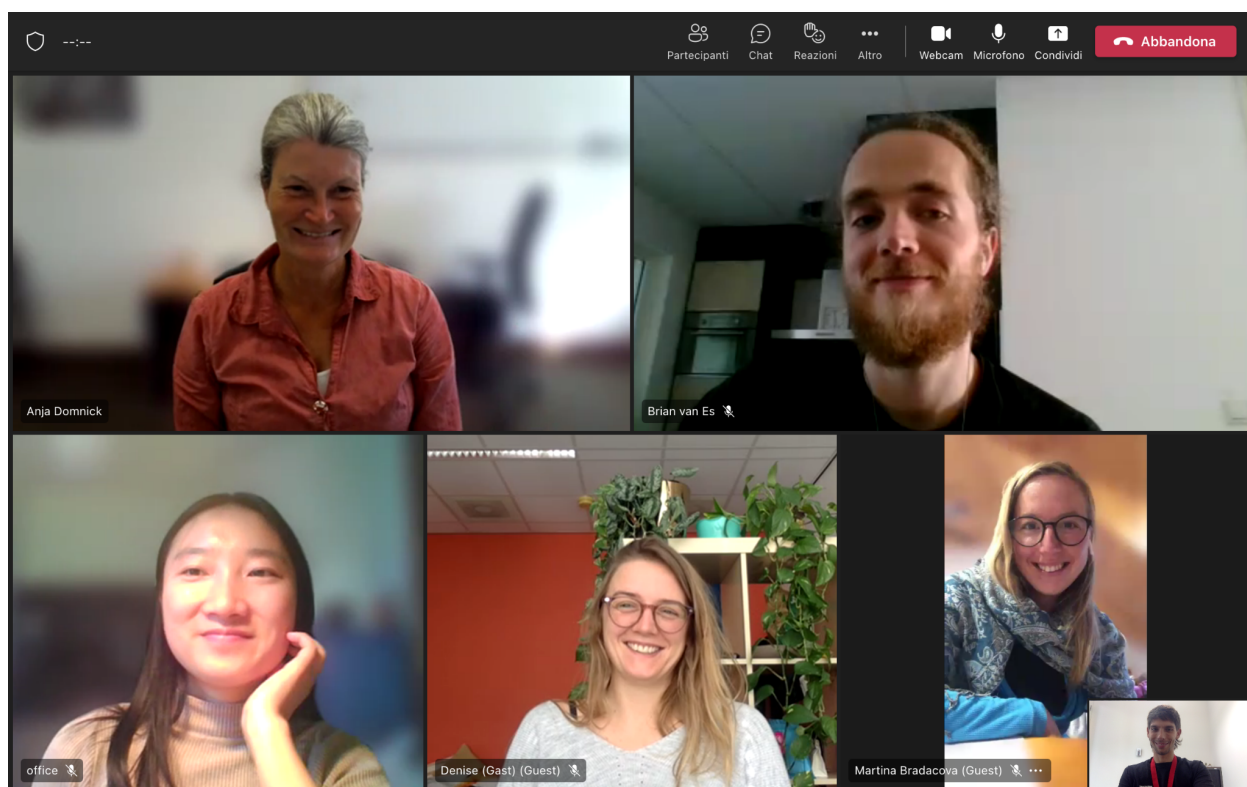 --:--
Partecipanti
Chat
Reazioni
Altro
Webcam
Microfono
Condividi
Abbandona
Anja Domnick
Brian van Es
office
Denise (Gast) (Guest)
Martina Bradacova (Guest)